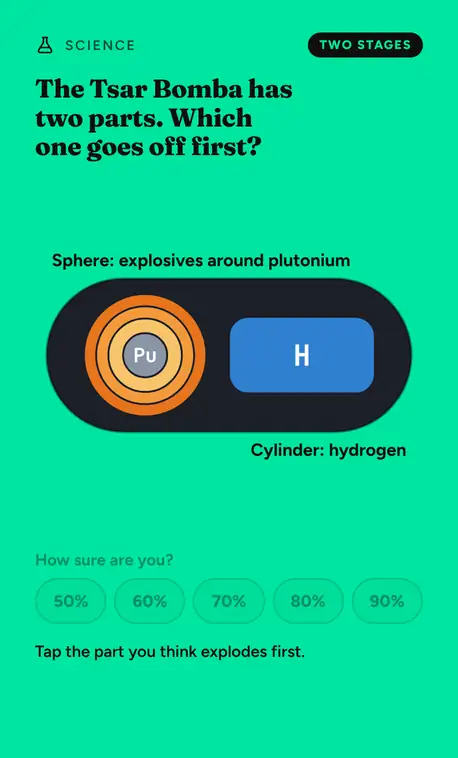 SCIENCE
TWO STAGES
The Tsar Bomba has
two parts. Which
one goes off first?
Sphere: explosives around plutonium
Pu
H
Cylinder: hydrogen
How sure are you?
50%
60%
70%
80%
90%
Tap the part you think explodes first.